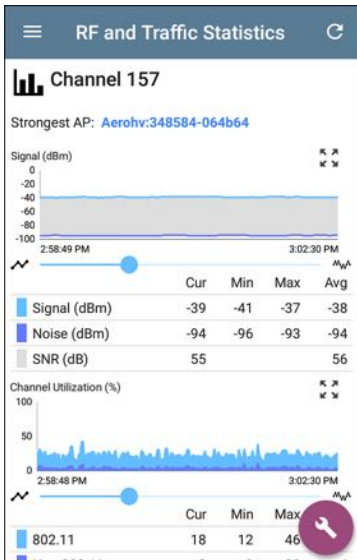 RF and Traffic Statistics
Channel 157
Strongest AP: Aerohv:348584-064b64
Signal (dBm)
0
-20
-40
-60
-80
-100
2:58:49 PM 3:02:30 PM
Cur Min Max Avg
Signal (dBm) -39 -41 -37 -38
Noise (dBm) -94 -96 -93 -94
SNR (dB) 55 56
Channel Utilization (%)
100
50
0
2:58:48 PM 3:02:30 PM
Cur Min Max
802.11 18 12 46